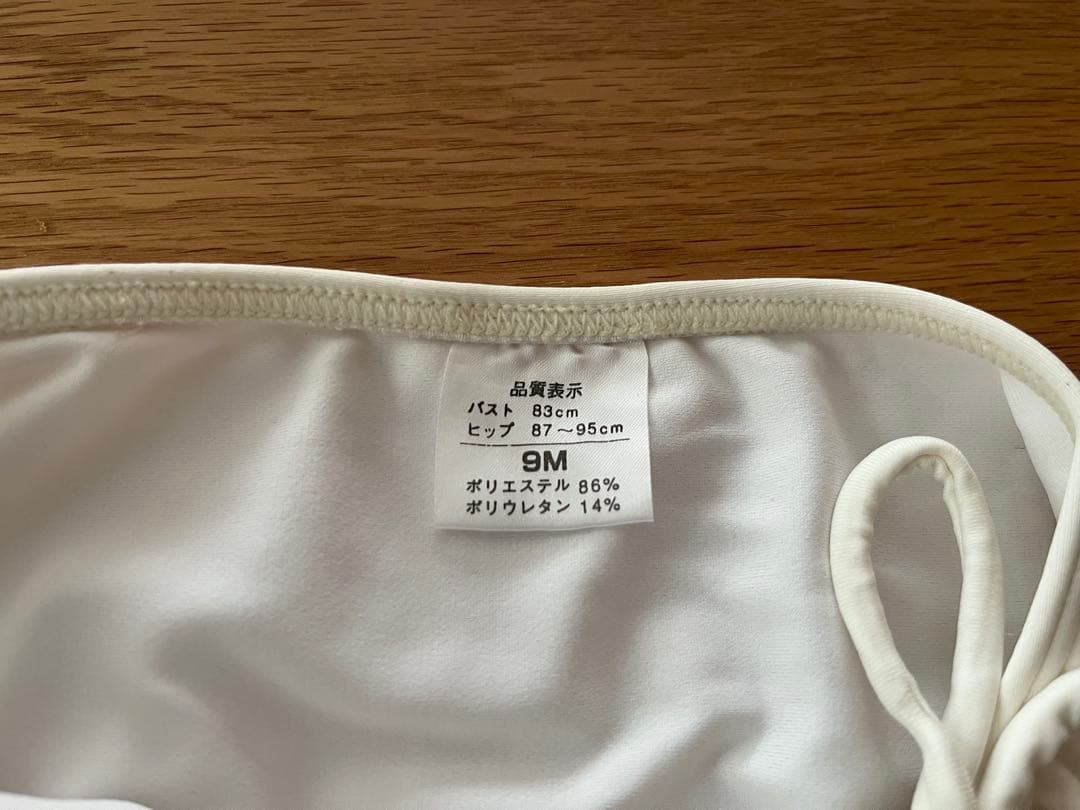 品質表示
バスト 83cm
ヒップ 87～95cm
9M
ポリエステル 86%
ポリウレタン 14%